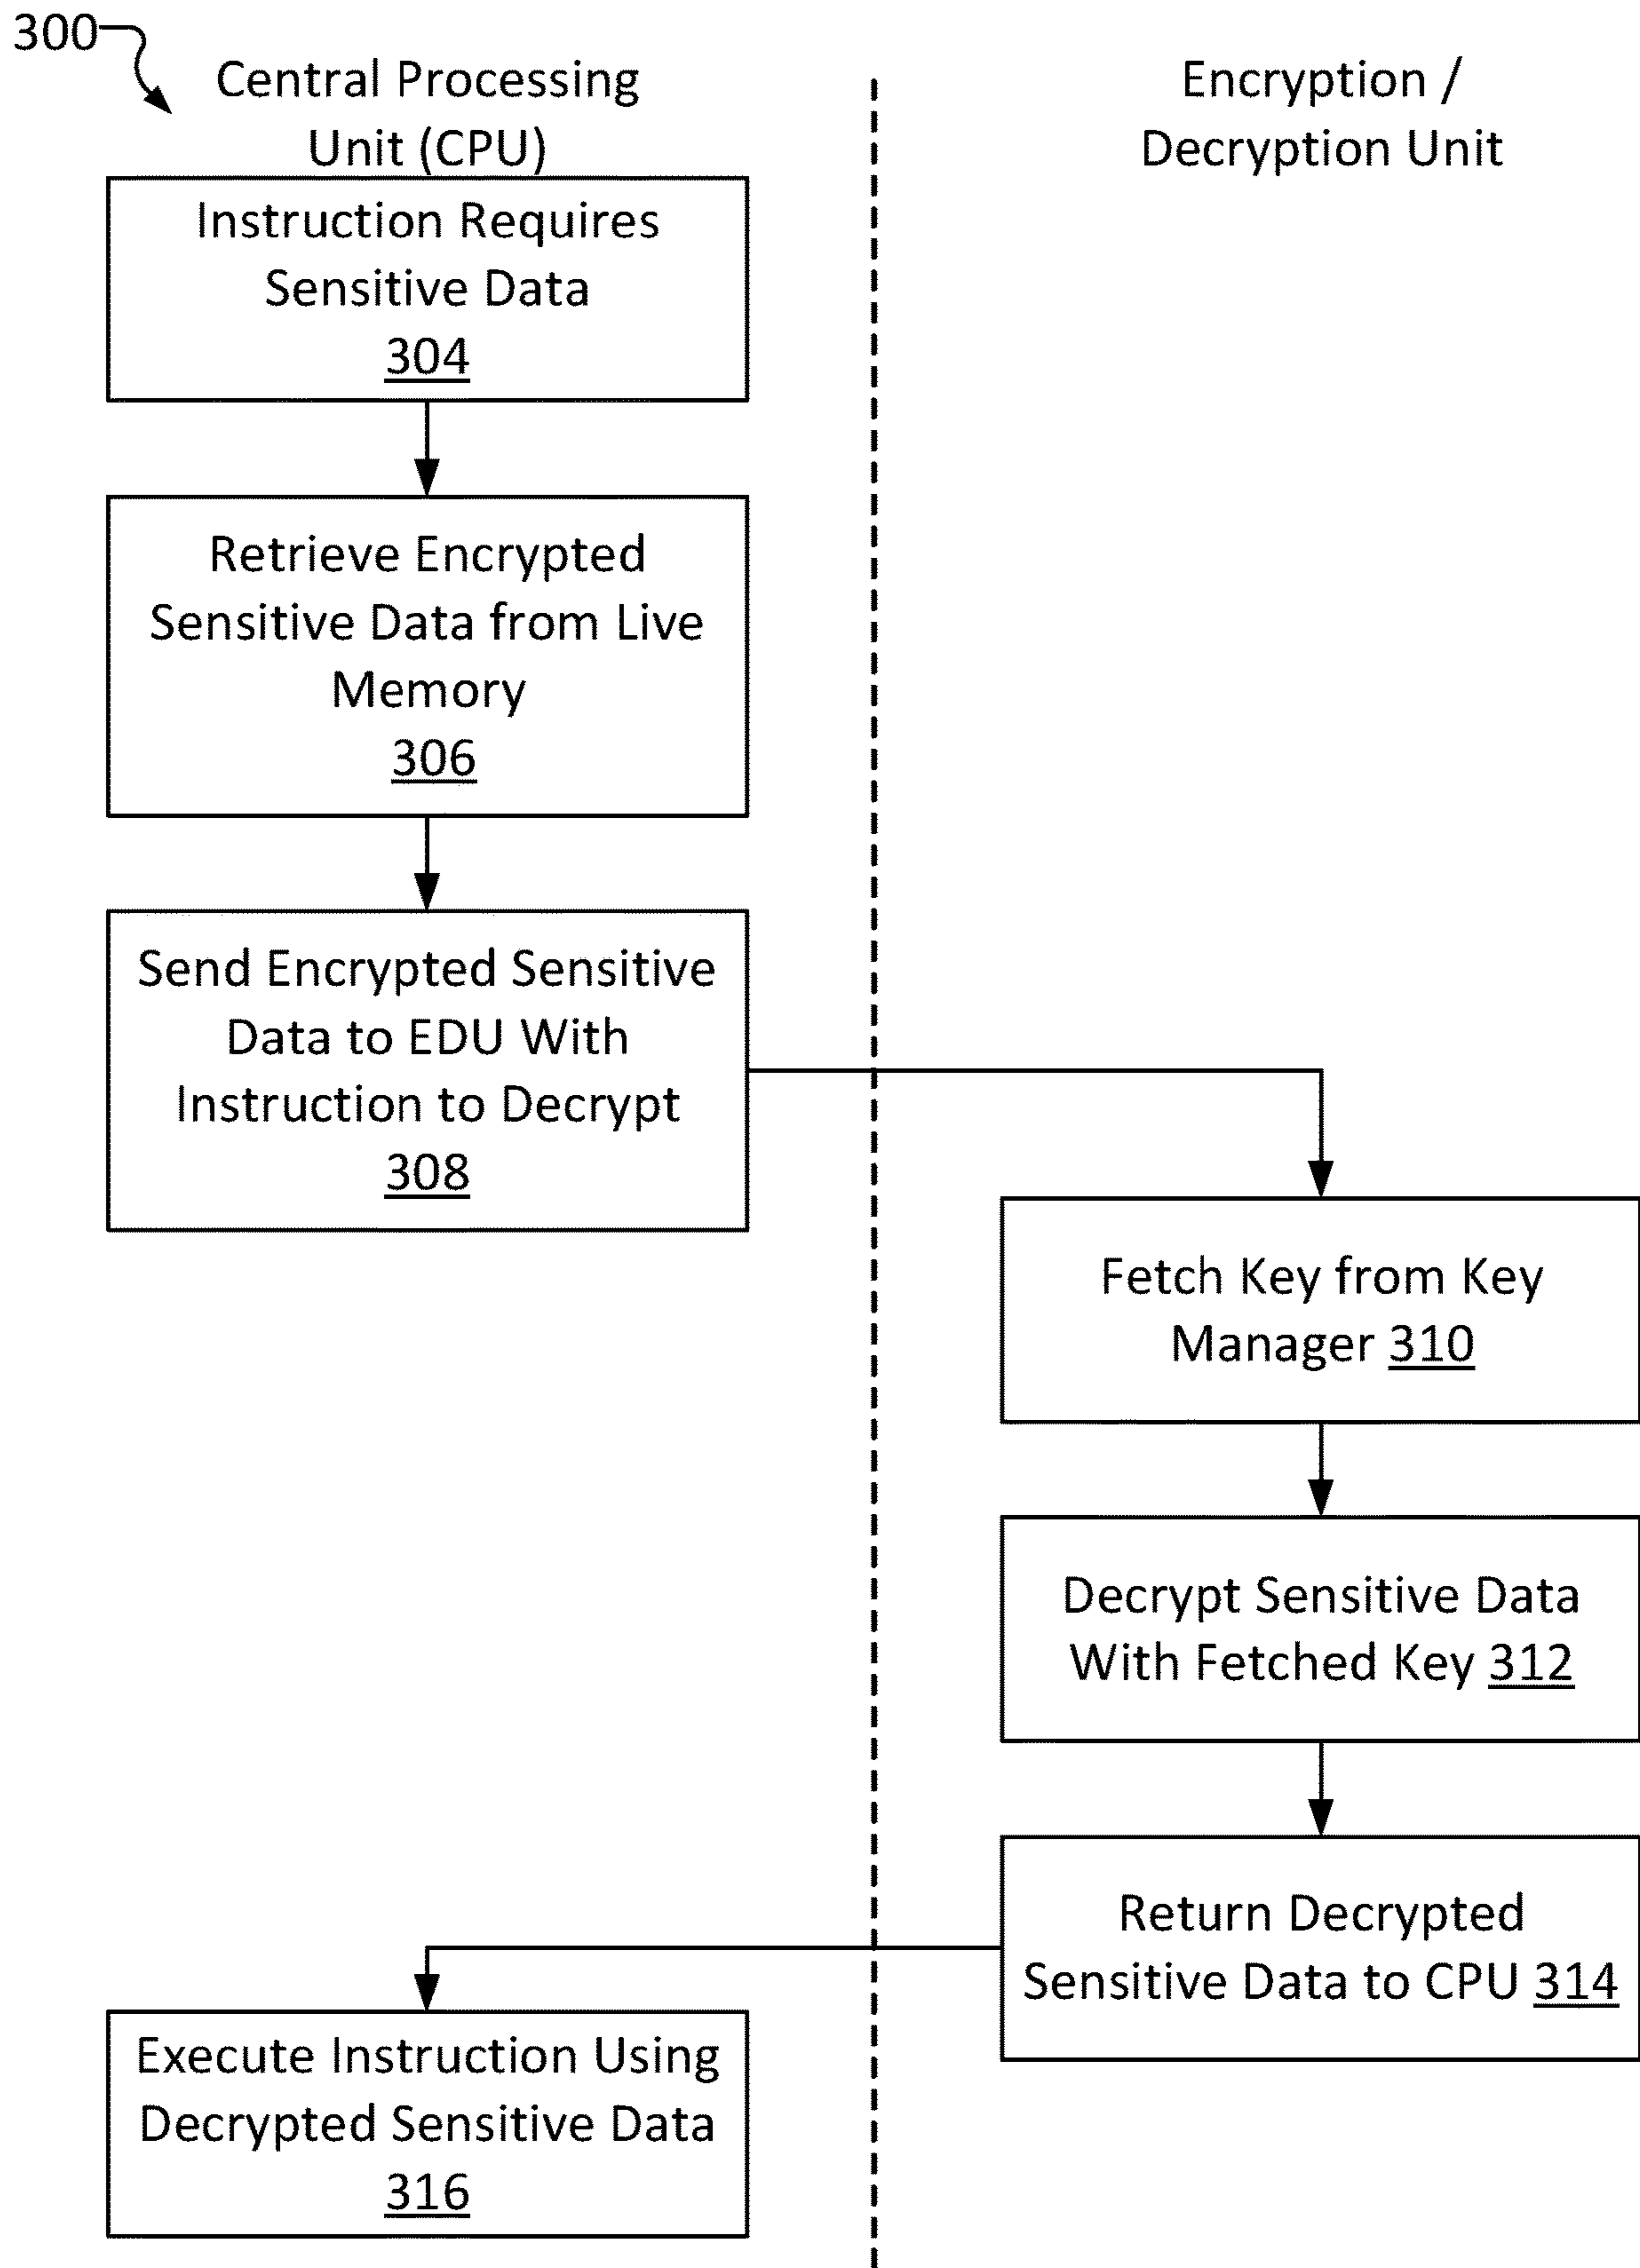 300
Central Processing
Unit (CPU)
Encryption /
Decryption Unit
Instruction Requires
Sensitive Data
304
Retrieve Encrypted
Sensitive Data from Live
Memory
306
Send Encrypted Sensitive
Data to EDU With
Instruction to Decrypt
308
Fetch Key from Key
Manager 310
Decrypt Sensitive Data
With Fetched Key 312
Return Decrypted
Sensitive Data to CPU 314
Execute Instruction Using
Decrypted Sensitive Data
316